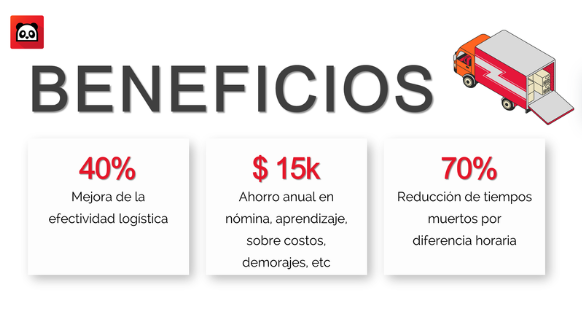 BENEFICIOS
40%
Mejora de la
efectividad logística
$ 15k
Ahorro anual en
nómina, aprendizaje,
sobre costos,
demorajes, etc
70%
Reducción de tiempos
muertos por
diferencia horaria